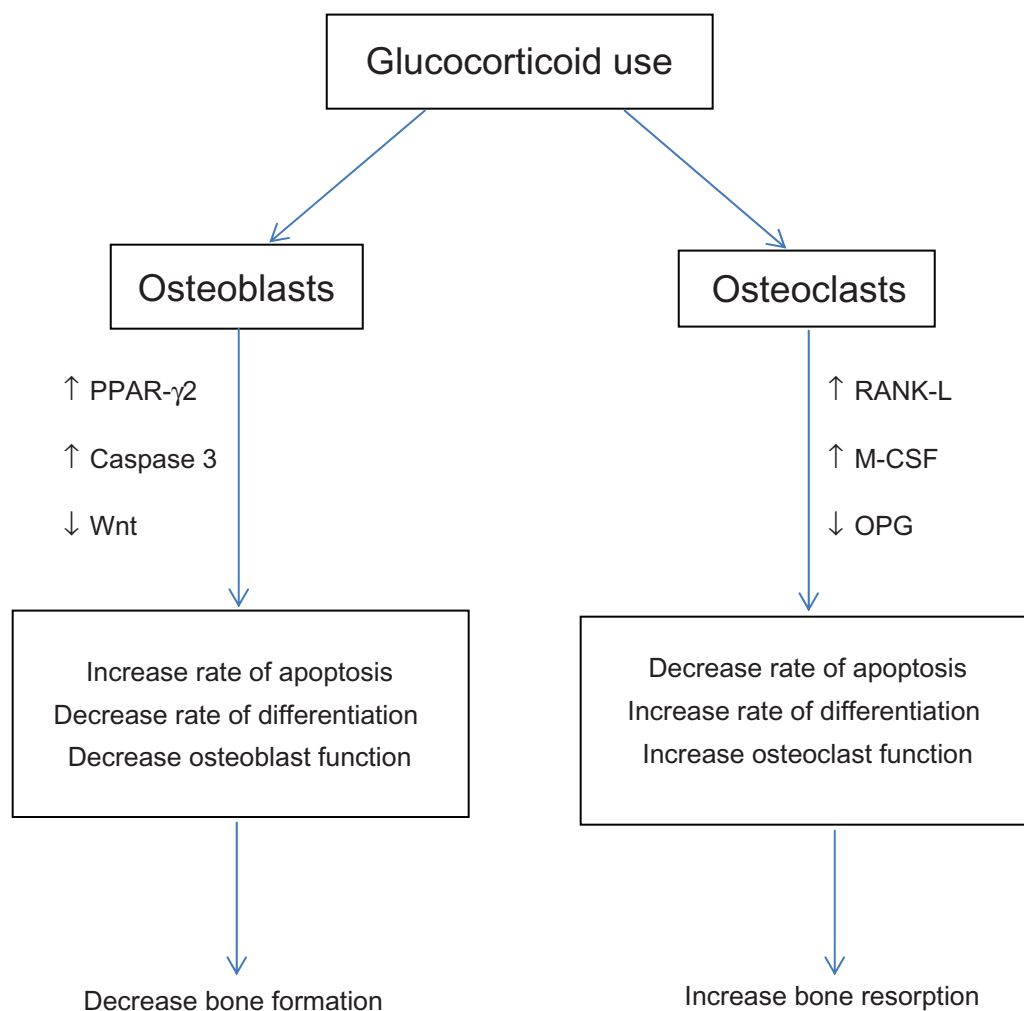 Glucocorticoid use
Osteoblasts
↑ PPAR-γ2
↑ Caspase 3
↓ Wnt
Increase rate of apoptosis
Decrease rate of differentiation
Decrease osteoblast function
Decrease bone formation
Osteoclasts
↑ RANK-L
↑ M-CSF
↓ OPG
Decrease rate of apoptosis
Increase rate of differentiation
Increase osteoclast function
Increase bone resorption